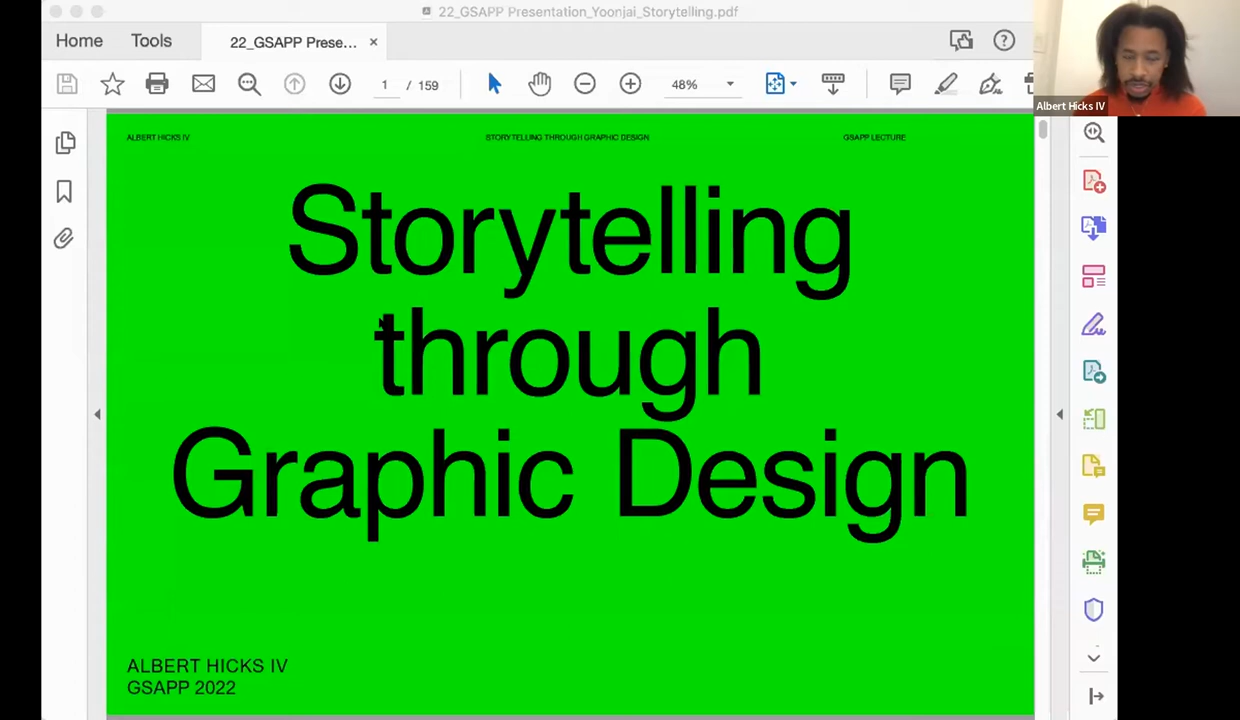 22_GSAPP Presentation_Yoonjai_Storytelling.pdf
Home Tools 22_GSAPP Prese... ×
1 / 159 48%
Albert Hicks IV
ALBERT HICKS IV STORYTELLING THROUGH GRAPHIC DESIGN GSAPP LECTURE
Storytelling
through
Graphic Design
ALBERT HICKS IV
GSAPP 2022